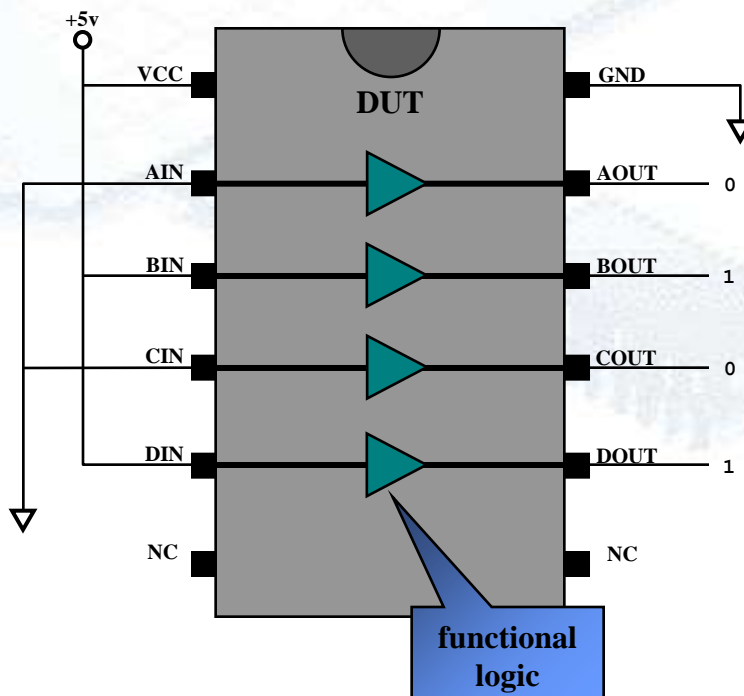 +5v
VCC
GND
DUT
AIN
AOUT
0
BIN
BOUT
1
CIN
COUT
0
DIN
DOUT
1
NC
NC
functional
logic